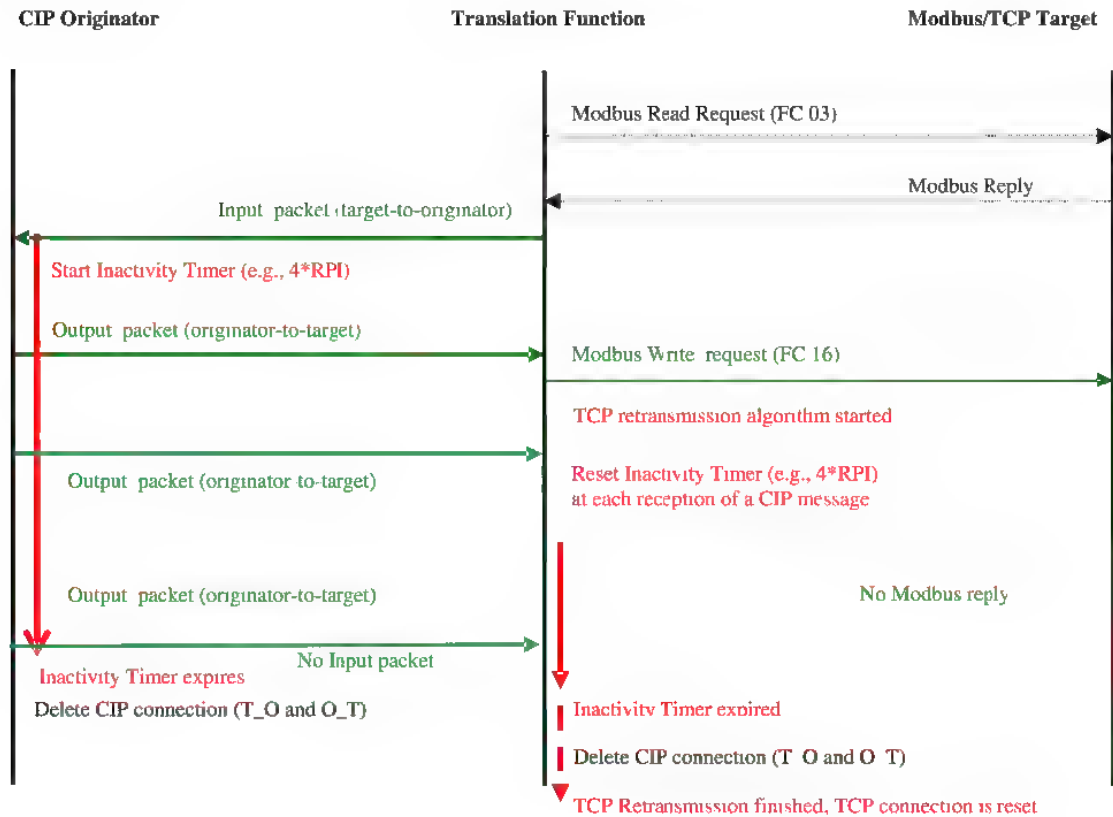 CIP Originator
Translation Function
Modbus/TCP Target
Modbus Read Request (FC 03)
Modbus Reply
Input packet (target-to-originator)
Start Inactivity Timer (e.g., 4*RPI)
Output packet (originator-to-target)
Modbus Write request (FC 16)
TCP retransmission algorithm started
Output packet (originator to-target)
Reset Inactivity Timer (e.g., 4*RPI)
at each reception of a CIP message
Output packet (originator-to-target)
No Modbus reply
No Input packet
Inactivity Timer expires
Delete CIP connection (T_O and O_T)
Inactivity Timer expired
Delete CIP connection (T O and O T)
TCP Retransmission finished, TCP connection is reset